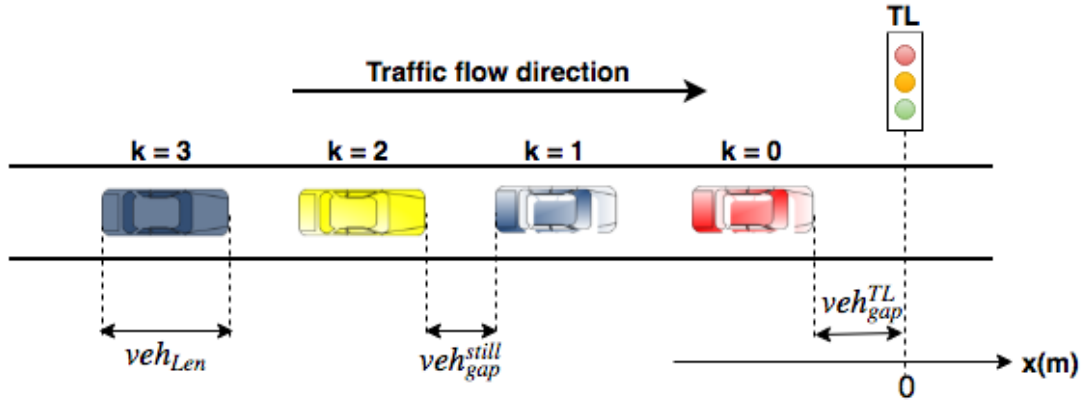 TL
Traffic flow direction
k = 3 k = 2 k = 1 k = 0
veh_Len veh_gap^still veh_gap^TL
x(m)
0